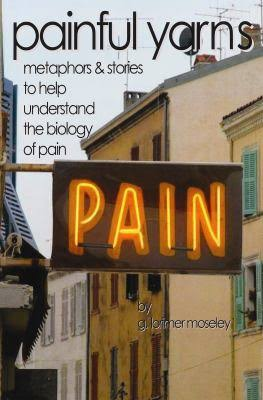 painful yarns
metaphors & stories
to help
understand
the biology
of pain
PAIN
by
g. lorimer moseley